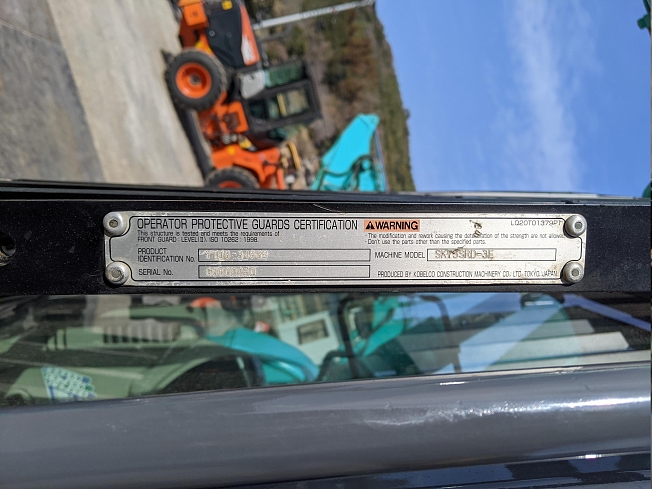 OPERATOR PROTECTIVE GUARDS CERTIFICATION
This structure is tested and meets the requirements of
FRONT GUARD (LEVEL II), ISO 10262 :1998.
PRODUCT
IDENTIFICATION No.
SERIAL No.
WARNING
LQ20T01379P1
· The modification and rework causing the deterioration of the strength are not allowed.
· Don't use the parts other than the specified parts.
MACHINE MODEL
PRODUCED BY KOBELCO CONSTRUCTION MACHINERY CO., LTD. TOKYO, JAPAN